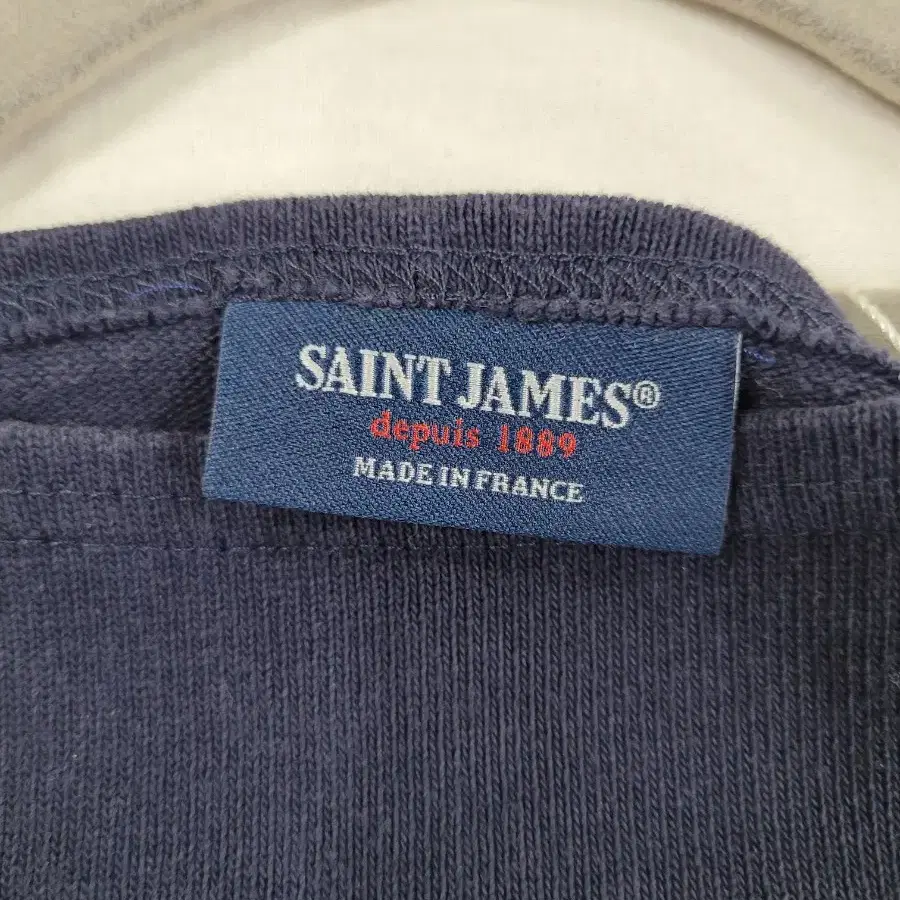 SAINT JAMES®
depuis 1889
MADE IN FRANCE